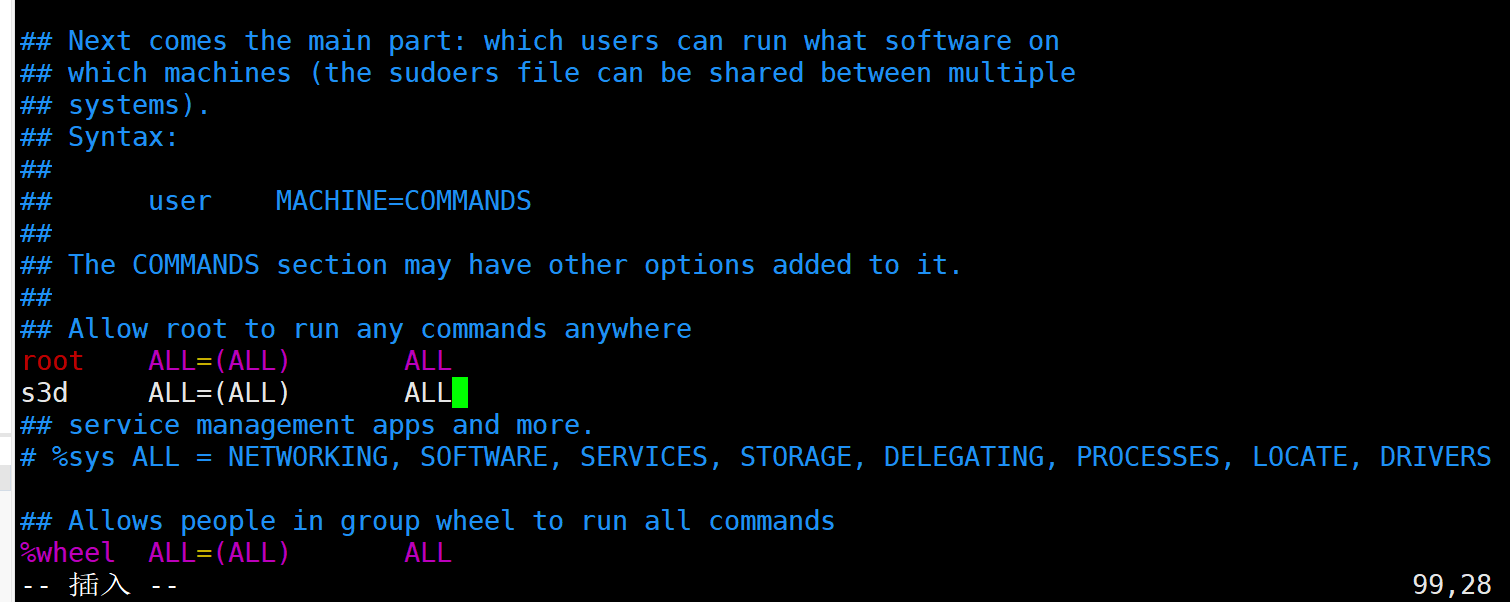 ## Next comes the main part: which users can run what software on
## which machines (the sudoers file can be shared between multiple
## systems).
## Syntax:
##
##      user    MACHINE=COMMANDS
##
## The COMMANDS section may have other options added to it.
##
## Allow root to run any commands anywhere
root    ALL=(ALL)       ALL
s3d     ALL=(ALL)       ALL
## service management apps and more.
# %sys ALL = NETWORKING, SOFTWARE, SERVICES, STORAGE, DELEGATING, PROCESSES, LOCATE, DRIVERS

## Allows people in group wheel to run all commands
%wheel  ALL=(ALL)       ALL
-- 插入 -- 99,28